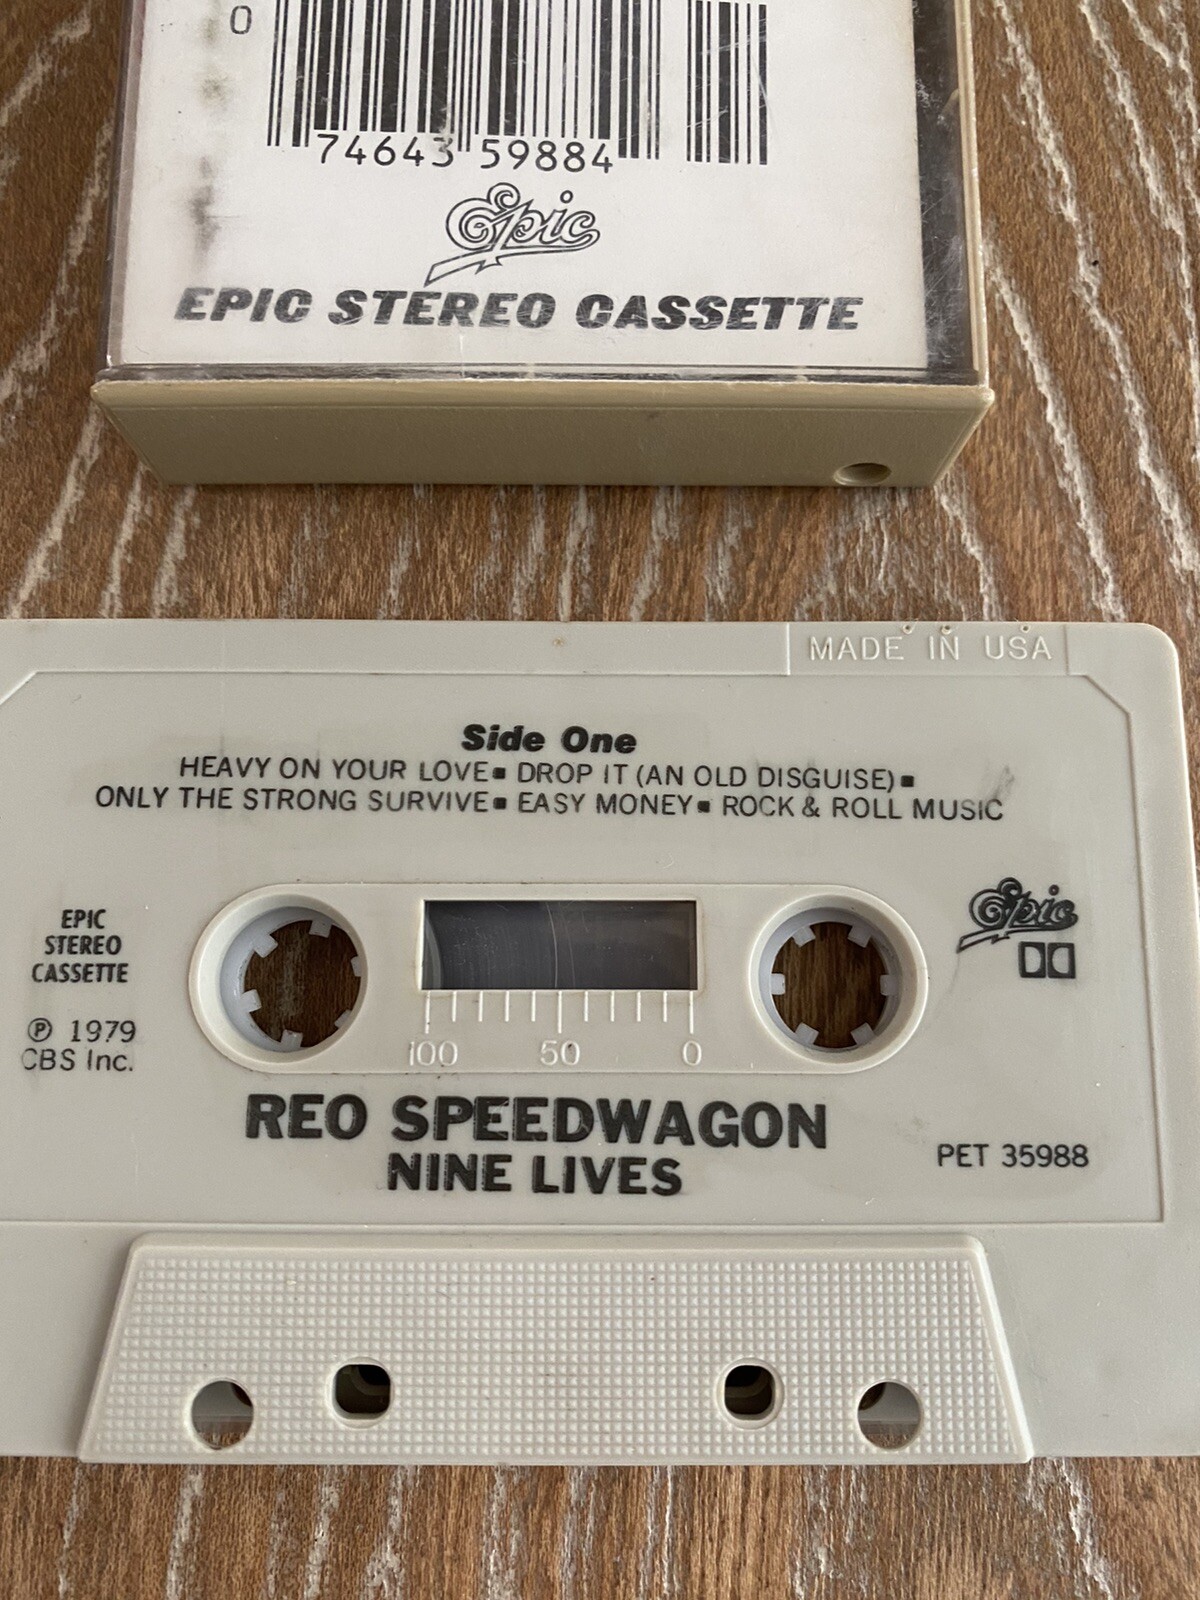 0
74643 59884
Epic
EPIC STEREO CASSETTE
MADE IN USA
Side One
HEAVY ON YOUR LOVE▪ DROP IT (AN OLD DISGUISE)▪
ONLY THE STRONG SURVIVE▪ EASY MONEY▪ ROCK & ROLL MUSIC
EPIC
STEREO
CASSETTE
℗ 1979
CBS Inc.
Epic
100 50 0
REO SPEEDWAGON
NINE LIVES
PET 35988